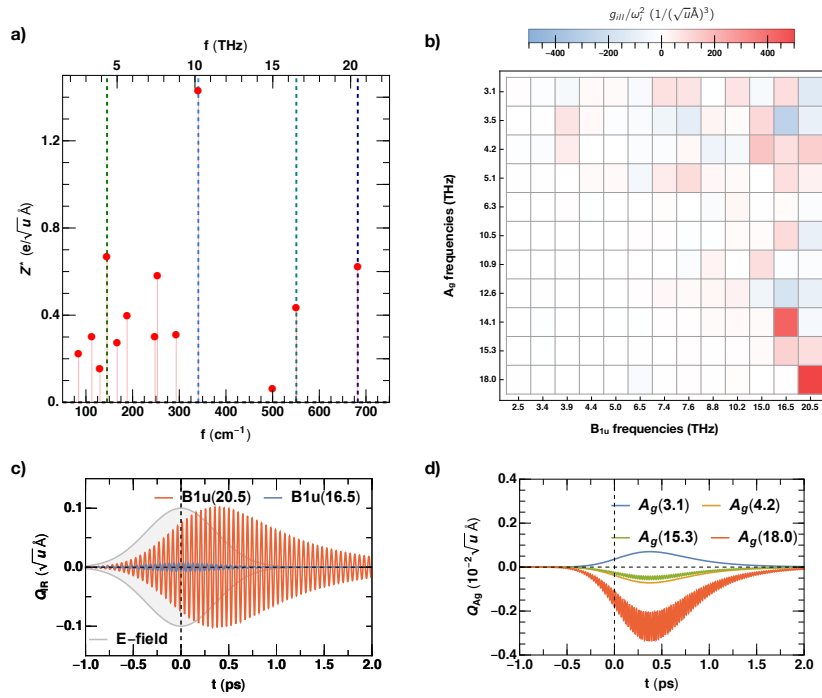 a)
f (THz)
5 10 15 20
Z* (e/√u Å)
1.4
1.0
0.8
0.4
0.
100 200 300 400 500 600 700
f (cm⁻¹)
b)
g_ill/ω_i² (1/(√uÅ)³)
−400 −200 0 200 400
A_g frequencies (THz)
3.1
3.5
4.2
5.1
6.5
10.5
10.9
12.6
14.1
15.3
18.0
2.5 3.4 3.9 4.4 5.0 6.5 7.4 7.6 8.8 10.2 15.0 16.5 20.5
B_1u frequencies (THz)
c)
B1u(20.5) B1u(16.5)
Q_IR (√u Å)
0.1
0.0
−0.1
E−field
−1.0 −0.5 0.0 0.5 1.0 1.5 2.0
t (ps)
d)
A_g(3.1) A_g(4.2)
A_g(15.3) A_g(18.0)
Q_Ag (10⁻²√u Å)
0.4
0.2
0.0
−0.2
−0.4
−1.0 −0.5 0.0 0.5 1.0 1.5 2.0
t (ps)